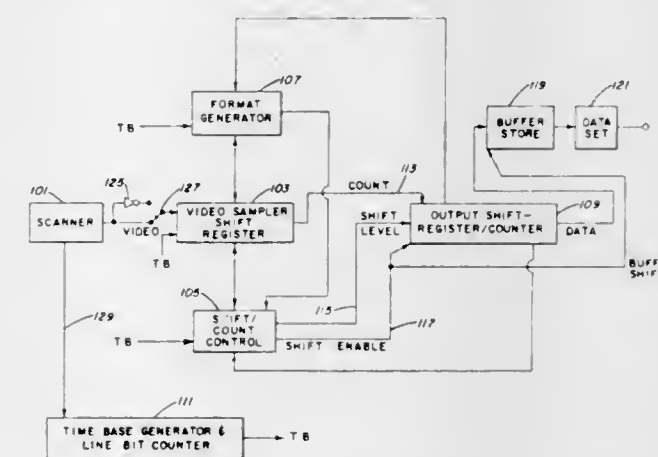 107
FORMAT
GENERATOR
TB
119
BUFFER
STORE
121
DATA
SET
101
SCANNER
125
127
VIDEO
103
VIDEO SAMPLER
SHIFT
REGISTER
TB
COUNT
113
SHIFT
LEVEL
109
OUTPUT SHIFT-
REGISTER/COUNTER
DATA
BUFF
SHIF
129
105
SHIFT/
COUNT
CONTROL
TB
115
117
SHIFT ENABLE
111
TIME BASE GENERATOR &
LINE BIT COUNTER
TB